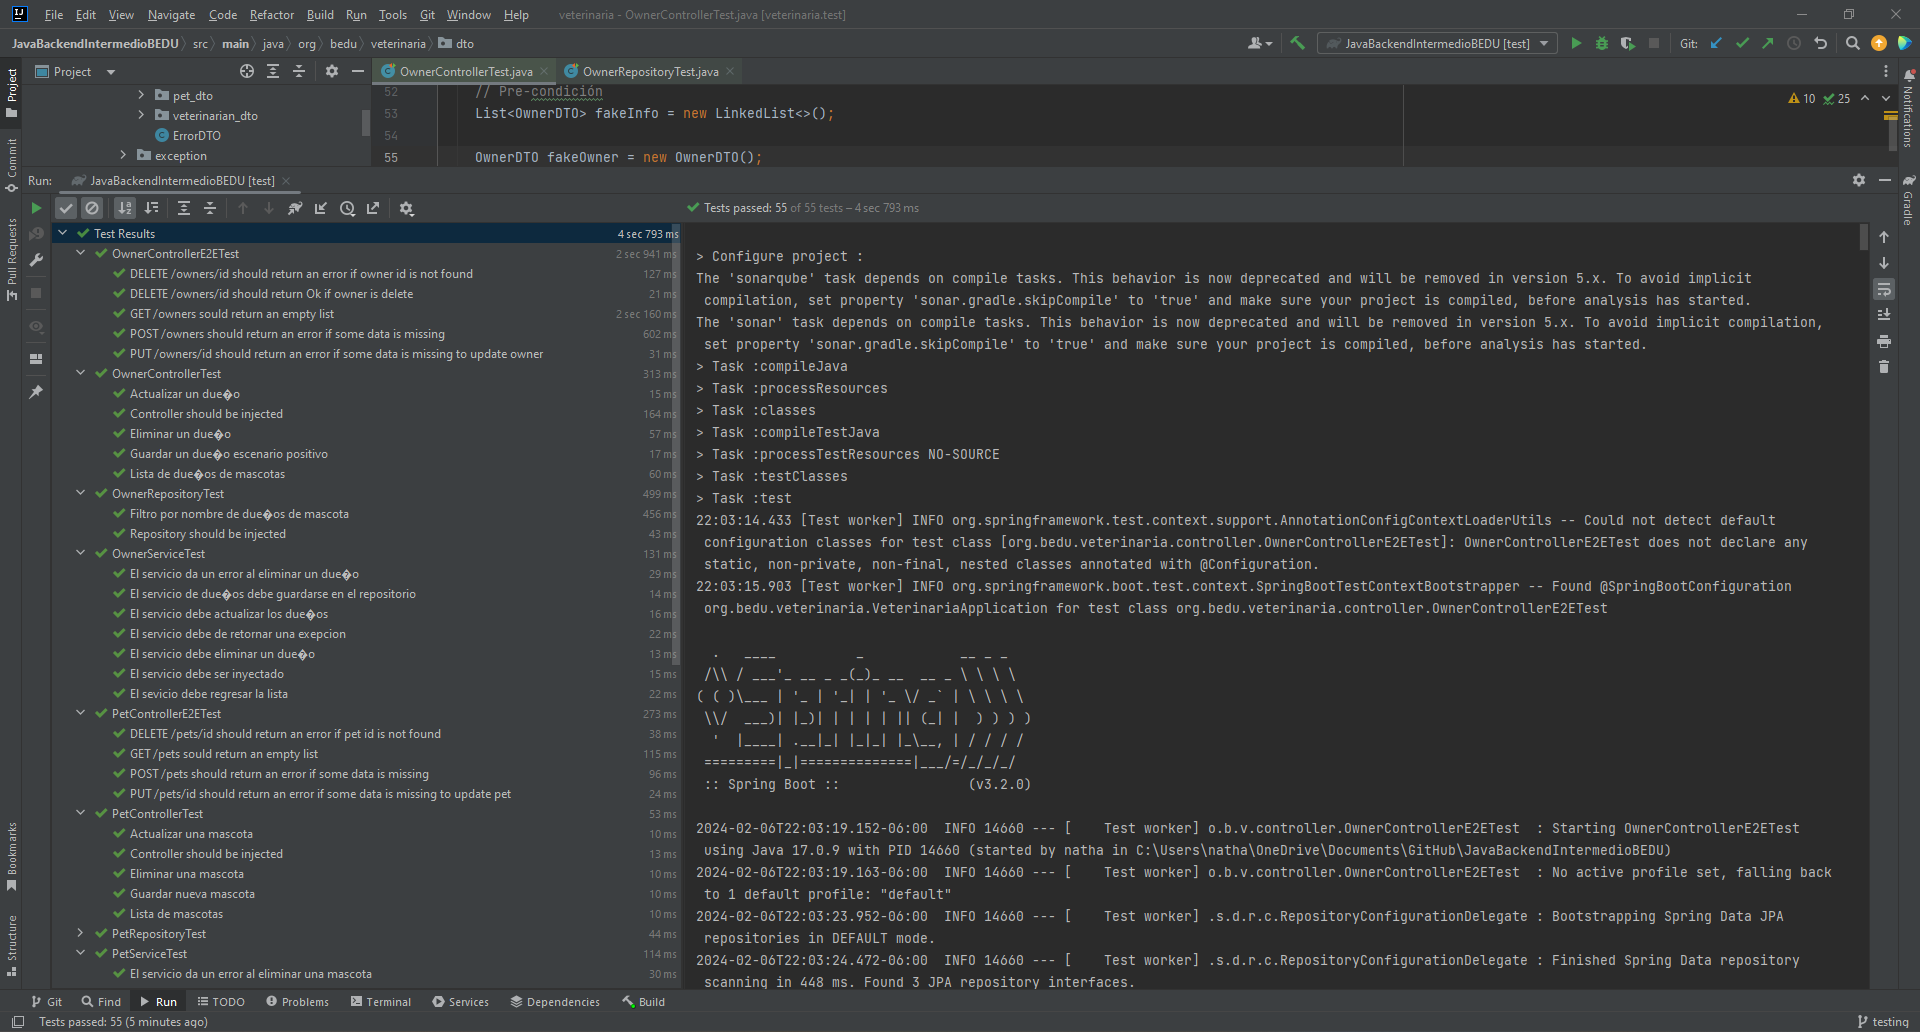 File Edit View Navigate Code Refactor Build Run Tools Git Window Help veterinaria - OwnerControllerTest.java [veterinaria.test]
JavaBackendIntermedioBEDU src main java org bedu veterinaria dto JavaBackendIntermedioBEDU [test] Git:
Project OwnerControllerTest.java OwnerRepositoryTest.java
pet_dto
veterinarian_dto
ErrorDTO
exception
52 // Pre-condición
53 List<OwnerDTO> fakeInfo = new LinkedList<>();
54
55 OwnerDTO fakeOwner = new OwnerDTO();
10 25
Project
Commit
Pull Requests
Bookmarks
Structure
Notifications
Gradle
Run: JavaBackendIntermedioBEDU [test]
Tests passed: 55 of 55 tests – 4 sec 793 ms
Test Results 4 sec 793 ms
OwnerControllerE2ETest 2 sec 941 ms
DELETE /owners/id should return an error if owner id is not found 127 ms
DELETE /owners/id should return Ok if owner is delete 21 ms
GET /owners sould return an empty list 2 sec 160 ms
POST /owners should return an error if some data is missing 602 ms
PUT /owners/id should return an error if some data is missing to update owner 31 ms
OwnerControllerTest 313 ms
Actualizar un due�o 15 ms
Controller should be injected 164 ms
Eliminar un due�o 57 ms
Guardar un due�o escenario positivo 17 ms
Lista de due�os de mascotas 60 ms
OwnerRepositoryTest 499 ms
Filtro por nombre de due�os de mascota 456 ms
Repository should be injected 43 ms
OwnerServiceTest 131 ms
El servicio da un error al eliminar un due�o 29 ms
El servicio de due�os debe guardarse en el repositorio 14 ms
El servicio debe actualizar los due�os 16 ms
El servicio debe de retornar una exepcion 22 ms
El servicio debe eliminar un due�o 13 ms
El servicio debe ser inyectado 15 ms
El sevicio debe regresar la lista 22 ms
PetControllerE2ETest 273 ms
DELETE /pets/id should return an error if pet id is not found 38 ms
GET /pets sould return an empty list 115 ms
POST /pets should return an error if some data is missing 96 ms
PUT /pets/id should return an error if some data is missing to update pet 24 ms
PetControllerTest 53 ms
Actualizar una mascota 10 ms
Controller should be injected 13 ms
Eliminar una mascota 10 ms
Guardar nueva mascota 10 ms
Lista de mascotas 10 ms
PetRepositoryTest 44 ms
PetServiceTest 114 ms
El servicio da un error al eliminar una mascota 30 ms
> Configure project :
The 'sonarqube' task depends on compile tasks. This behavior is now deprecated and will be removed in version 5.x. To avoid implicit
compilation, set property 'sonar.gradle.skipCompile' to 'true' and make sure your project is compiled, before analysis has started.
The 'sonar' task depends on compile tasks. This behavior is now deprecated and will be removed in version 5.x. To avoid implicit compilation,
set property 'sonar.gradle.skipCompile' to 'true' and make sure your project is compiled, before analysis has started.
> Task :compileJava
> Task :processResources
> Task :classes
> Task :compileTestJava
> Task :processTestResources NO-SOURCE
> Task :testClasses
> Task :test
22:03:14.433 [Test worker] INFO org.springframework.test.context.support.AnnotationConfigContextLoaderUtils -- Could not detect default
configuration classes for test class [org.bedu.veterinaria.controller.OwnerControllerE2ETest]: OwnerControllerE2ETest does not declare any
static, non-private, non-final, nested classes annotated with @Configuration.
22:03:15.903 [Test worker] INFO org.springframework.boot.test.context.SpringBootTestContextBootstrapper -- Found @SpringBootConfiguration
org.bedu.veterinaria.VeterinariaApplication for test class org.bedu.veterinaria.controller.OwnerControllerE2ETest
:: Spring Boot :: (v3.2.0)
2024-02-06T22:03:19.152-06:00 INFO 14660 --- [ Test worker] o.b.v.controller.OwnerControllerE2ETest : Starting OwnerControllerE2ETest
using Java 17.0.9 with PID 14660 (started by natha in C:\Users\natha\OneDrive\Documents\GitHub\JavaBackendIntermedioBEDU)
2024-02-06T22:03:19.163-06:00 INFO 14660 --- [ Test worker] o.b.v.controller.OwnerControllerE2ETest : No active profile set, falling back
to 1 default profile: "default"
2024-02-06T22:03:23.952-06:00 INFO 14660 --- [ Test worker] .s.d.r.c.RepositoryConfigurationDelegate : Bootstrapping Spring Data JPA
repositories in DEFAULT mode.
2024-02-06T22:03:24.472-06:00 INFO 14660 --- [ Test worker] .s.d.r.c.RepositoryConfigurationDelegate : Finished Spring Data repository
scanning in 448 ms. Found 3 JPA repository interfaces.
Git Find Run TODO Problems Terminal Services Dependencies Build
Tests passed: 55 (5 minutes ago) testing